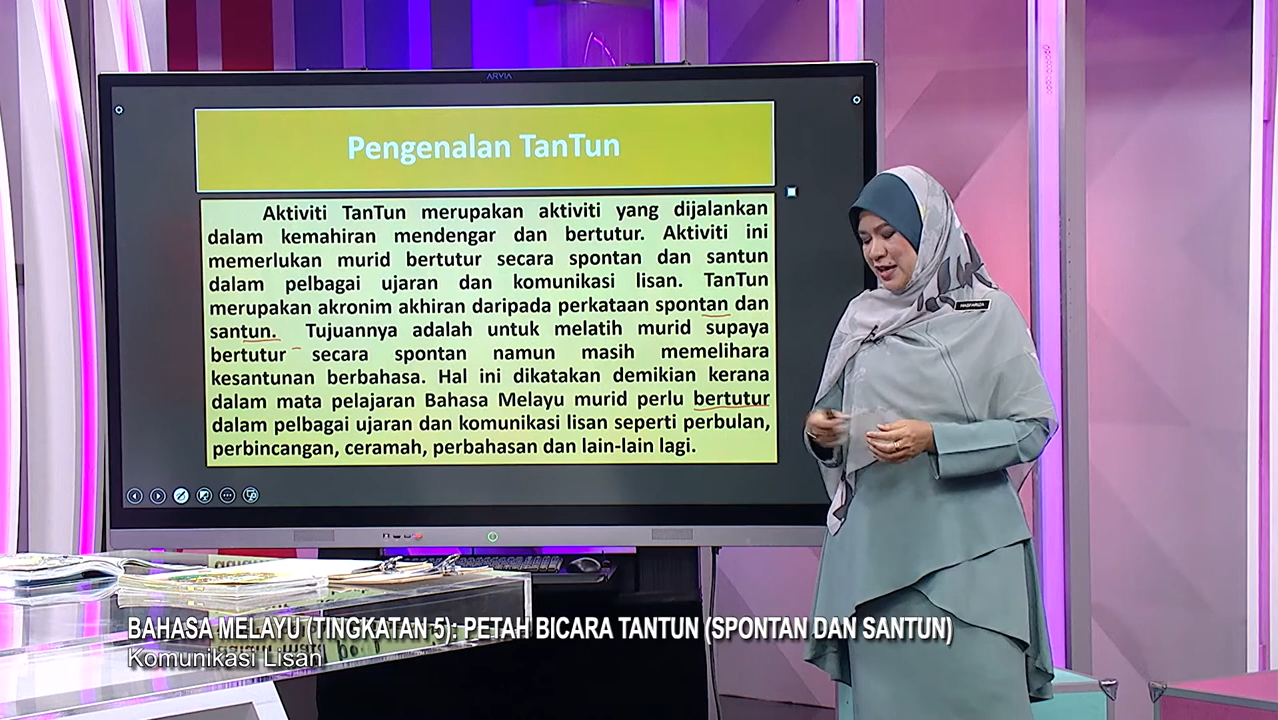 ARVIA
Pengenalan TanTun
Aktiviti TanTun merupakan aktiviti yang dijalankan
dalam kemahiran mendengar dan bertutur. Aktiviti ini
memerlukan murid bertutur secara spontan dan santun
dalam pelbagai ujaran dan komunikasi lisan. TanTun
merupakan akronim akhiran daripada perkataan spontan dan
santun. Tujuannya adalah untuk melatih murid supaya
bertutur secara spontan namun masih memelihara
kesantunan berbahasa. Hal ini dikatakan demikian kerana
dalam mata pelajaran Bahasa Melayu murid perlu bertutur
dalam pelbagai ujaran dan komunikasi lisan seperti perbulan,
perbincangan, ceramah, perbahasan dan lain-lain lagi.
BAHASA MELAYU (TINGKATAN 5): PETAH BICARA TANTUN (SPONTAN DAN SANTUN)
Komunikasi Lisan